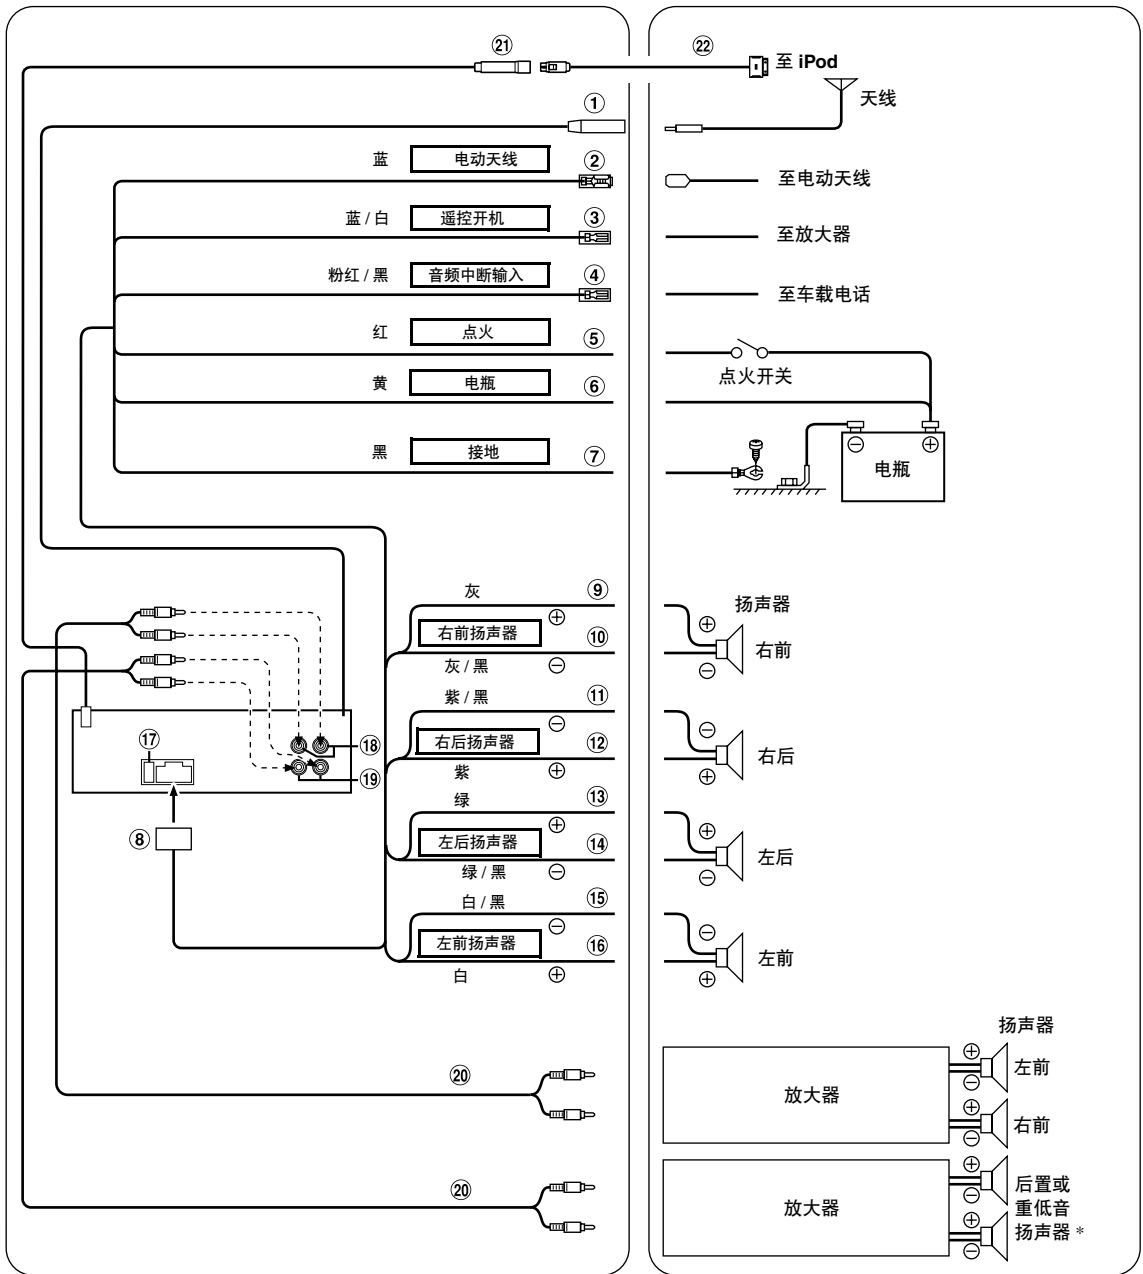 ㉑
㉒
至 iPod
①
天线
蓝 电动天线 ②
至电动天线
蓝 / 白 遥控开机 ③
至放大器
粉红 / 黑 音频中断输入 ④
至车载电话
红 点火 ⑤
点火开关
黄 电瓶 ⑥
⊖ ⊕
电瓶
黑 接地 ⑦
灰 ⑨
⊕
右前扬声器 ⑩
灰 / 黑 ⊖
扬声器
⊕
右前
⊖
紫 / 黑 ⑪
⊖
右后扬声器 ⑫
紫 ⊕
⊖
右后
⊕
⑰
⑱
⑲
⑧
绿 ⑬
⊕
左后扬声器 ⑭
绿 / 黑 ⊖
⊕
左后
⊖
白 / 黑 ⑮
⊖
左前扬声器 ⑯
白 ⊕
⊖
左前
⊕
⑳
扬声器
放大器
⊕
左前
⊖
⊕
右前
⊖
⑳
放大器
⊕
⊖
⊕
⊖
后置或
重低音
扬声器 *